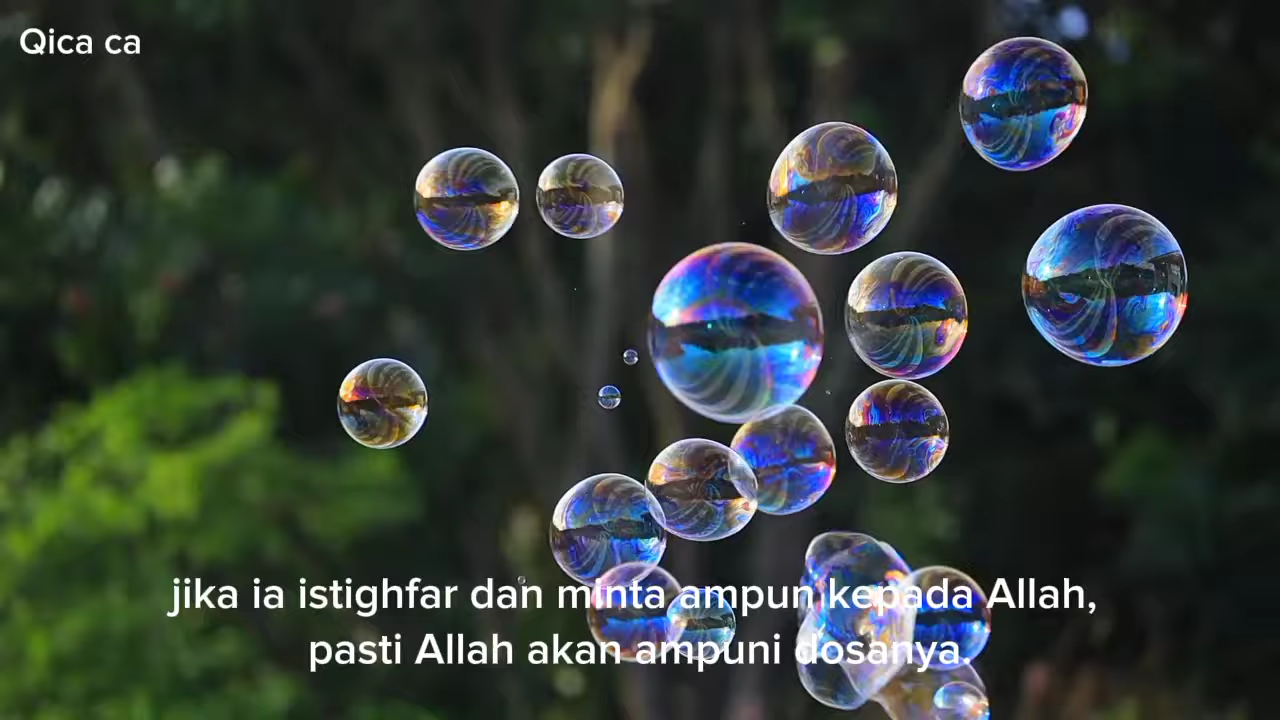 Qica ca
jika ia istighfar dan minta ampun kepada Allah,
pasti Allah akan ampuni dosanya.